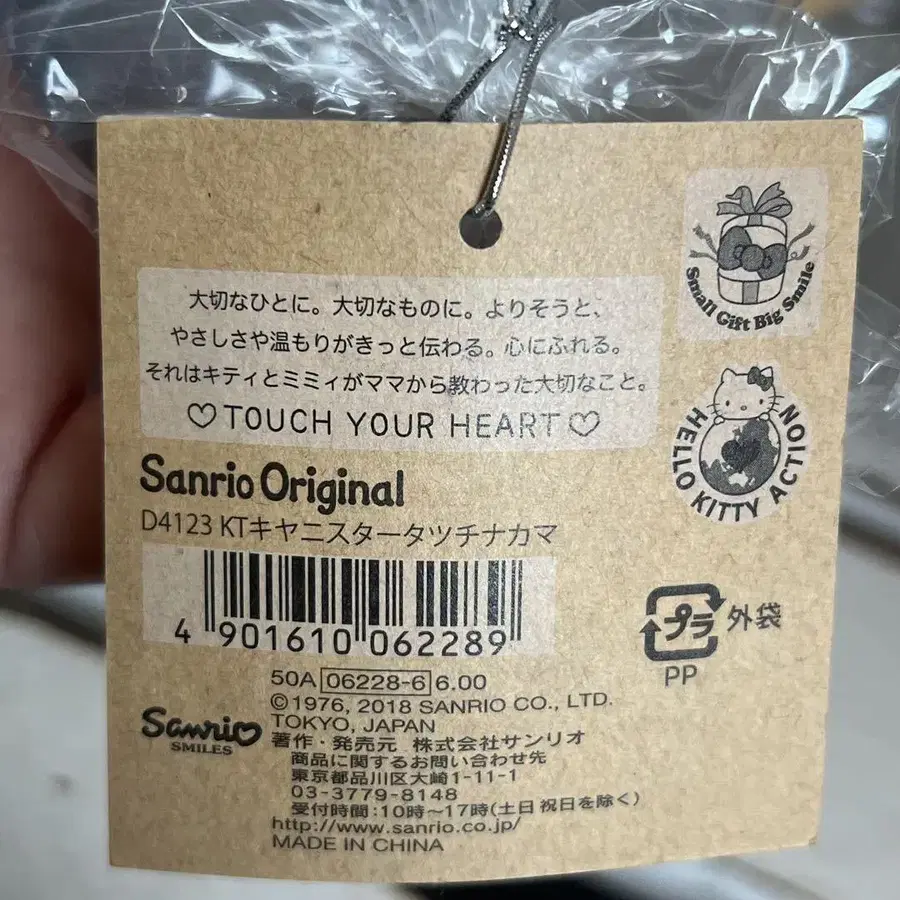 大切なひとに。大切なものに。よりそうと、
やさしさや温もりがきっと伝わる。心にふれる。
それはキティとミミィがママから教わった大切なこと。
♡TOUCH YOUR HEART♡
Small Gift Big Smile
HELLO KITTY ACTION
Sanrio Original
D4123 KTキヤニスタータツチナカマ
4 901610 062289
プラ 外袋
PP
50A 06228-6 6.00
©1976, 2018 SANRIO CO., LTD.
TOKYO, JAPAN
Sanrio
SMILES
著作・発売元 株式会社サンリオ
商品に関するお問い合わせ先
東京都品川区大崎1-11-1
03-3779-8148
受付時間:10時〜17時(土日祝日を除く)
http://www.sanrio.co.jp/
MADE IN CHINA